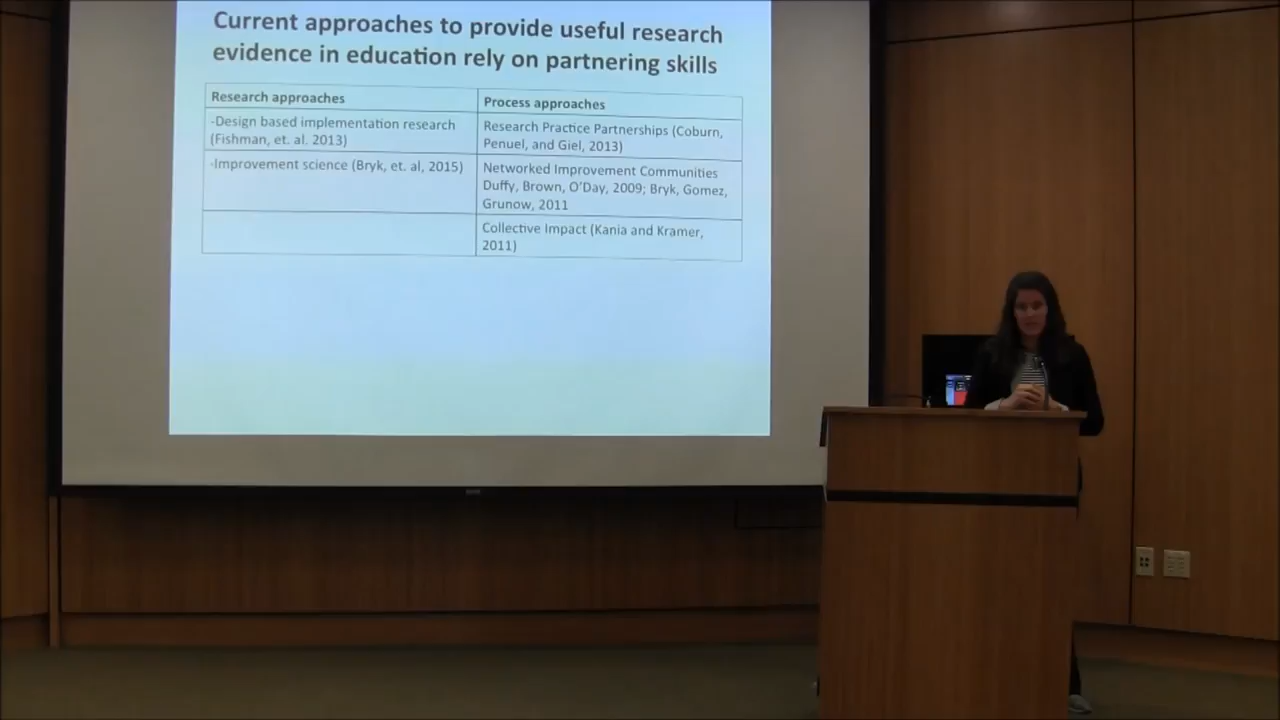 Current approaches to provide useful research
evidence in education rely on partnering skills
Research approaches
Process approaches
-Design based implementation research
(Fishman, et. al. 2013)
Research Practice Partnerships (Coburn,
Penuel, and Giel, 2013)
-Improvement science (Bryk, et. al, 2015)
Networked Improvement Communities
Duffy, Brown, O'Day, 2009; Bryk, Gomez,
Grunow, 2011
Collective Impact (Kania and Kramer,
2011)